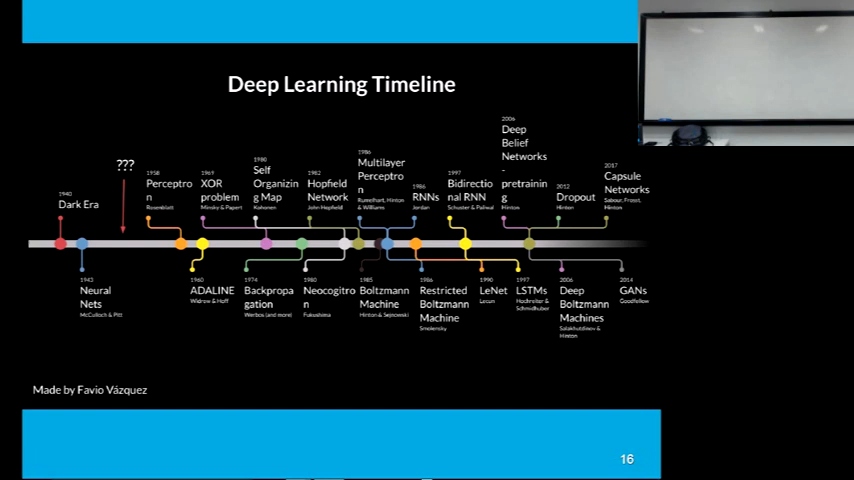 Deep Learning Timeline
???
1940
Dark Era
1958
Perceptro
n
Rosenblatt
1969
XOR
problem
Minsky & Papert
1980
Self
Organizin
g Map
Kohonen
1982
Hopfield
Network
John Hopfield
1986
Multilayer
Perceptro
n
Rumelhart, Hinton
& Williams
1986
RNNs
Jordan
1997
Bidirectio
nal RNN
Schuster & Paliwal
2006
Deep
Belief
Networks
-
pretrainin
g
Hinton
2012
Dropout
Hinton
2017
Capsule
Networks
Sabour, Frosst,
Hinton
1943
Neural
Nets
McCulloch & Pitt
1960
ADALINE
Widrow & Hoff
1974
Backpropa
gation
Werbos (and more)
1980
Neocogitro
n
Fukushima
1985
Boltzmann
Machine
Hinton & Sejnowski
1986
Restricted
Boltzmann
Machine
Smolensky
1990
LeNet
Lecun
1997
LSTMs
Hochreiter &
Schmidhuber
2006
Deep
Boltzmann
Machines
Salakhutdinov &
Hinton
2014
GANs
Goodfellow
Made by Favio Vázquez
16